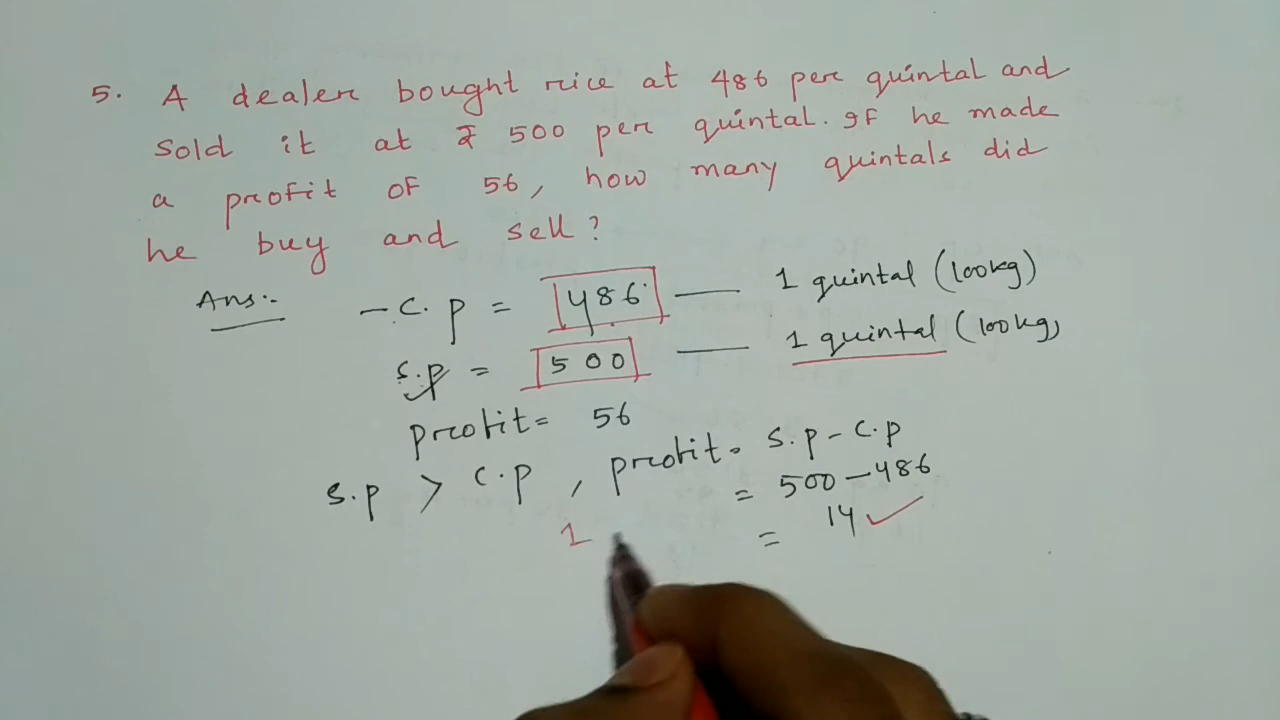 5. A dealer bought rice at 486 per quintal and
sold it at ₹ 500 per quintal. If he made
a profit of 56, how many quintals did
he buy and sell?
Ans:- - C.p = 486 — 1 quintal (100kg)
s.p = 500 — 1 quintal (100kg)
profit = 56
s.p > c.p , profit = s.p - c.p
= 500 - 486
= 14 ✓
1